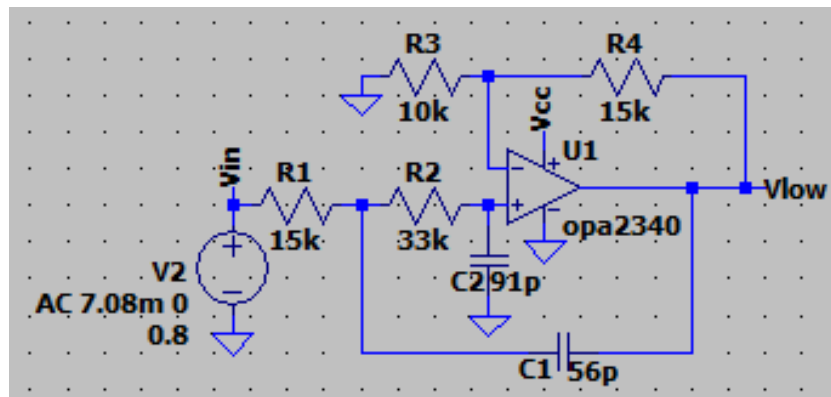 R3
R4
10k
15k
Vcc
U1
Vin
R1
R2
Vlow
15k
33k
opa2340
V2
C2
91p
AC 7.08m 0
0.8
C1
56p